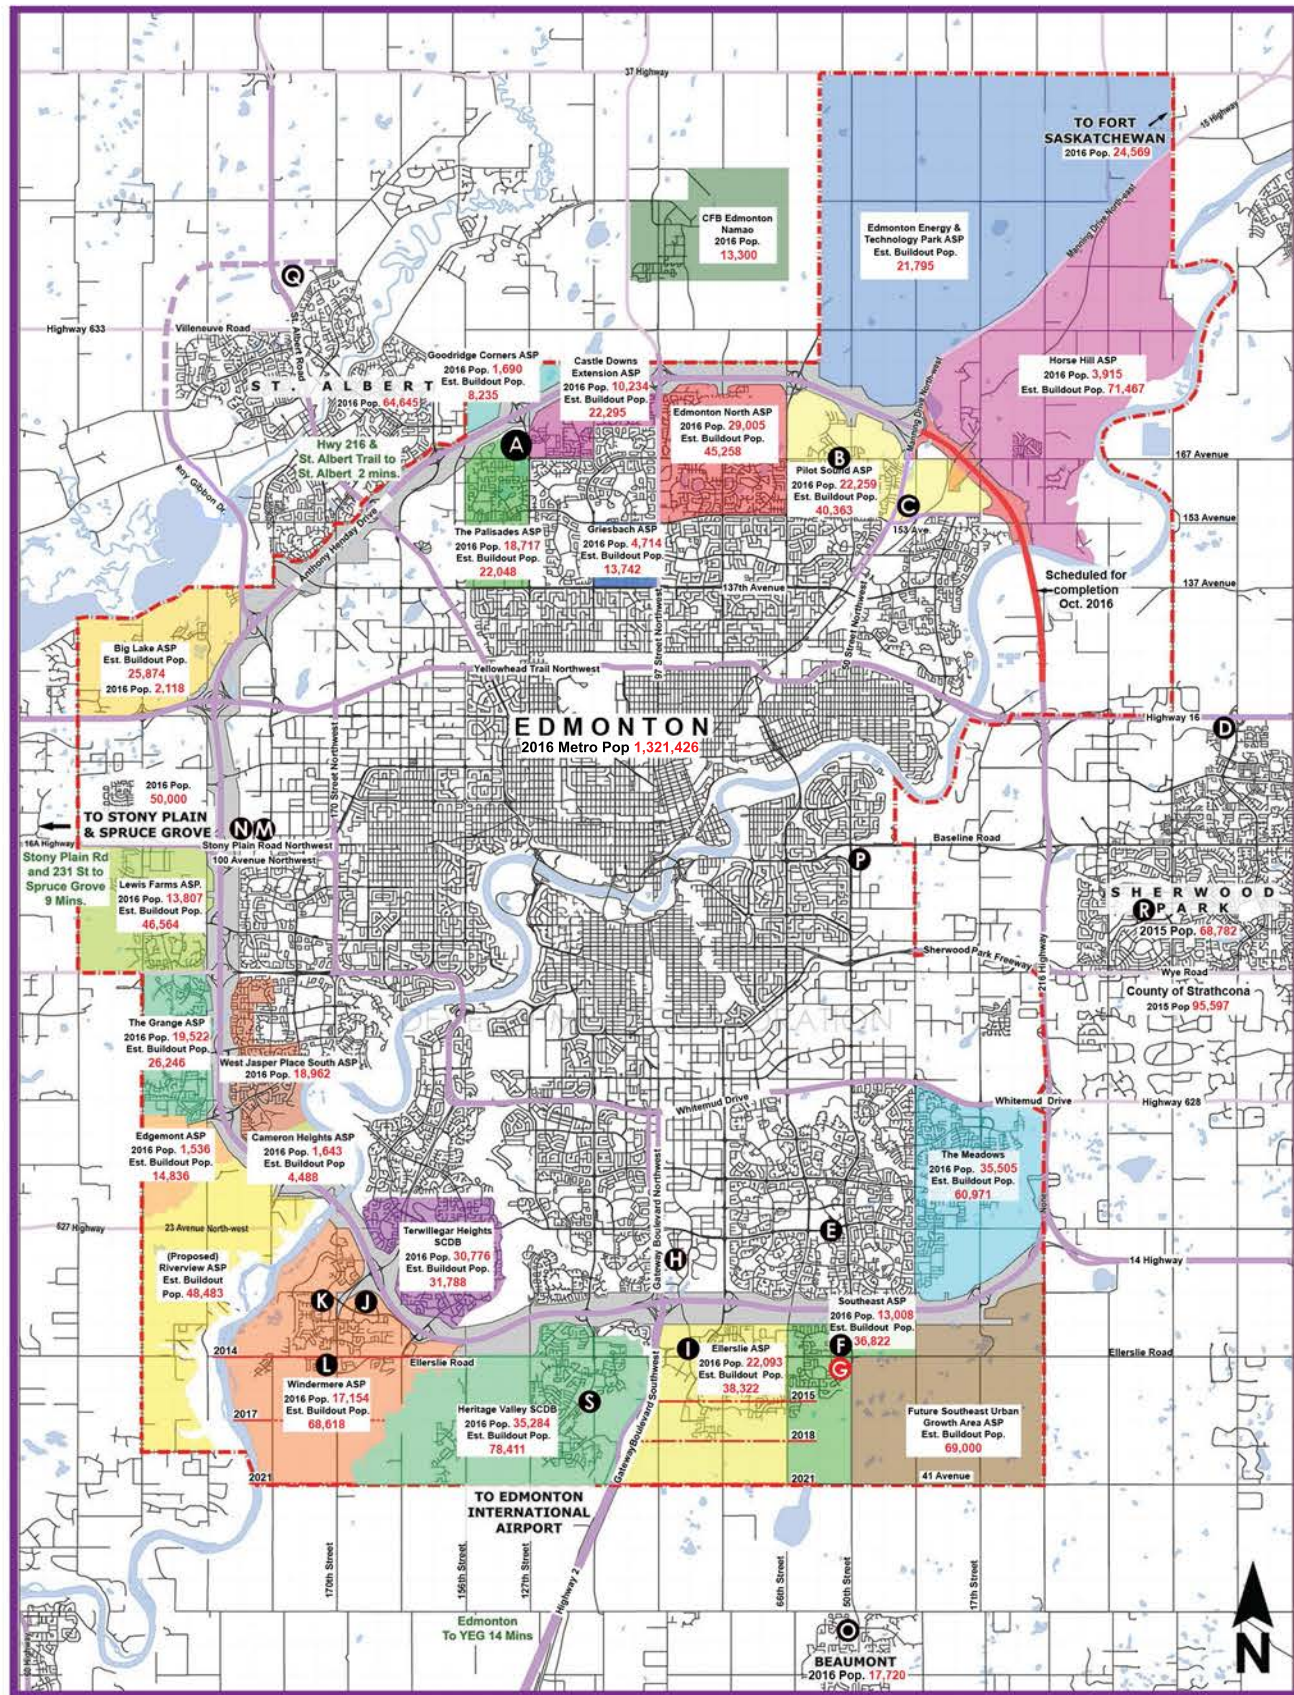 37 Highway
15 Highway
TO FORT
SASKATCHEWAN
2016 Pop. 24,569
Manning Drive North-east
CFB Edmonton
Namao
2016 Pop.
13,300
Edmonton Energy &
Technology Park ASP
Est. Buildout Pop.
21,795
Q
St. Albert Road
Highway 633
Villeneuve Road
ST. ALBERT
2016 Pop. 64,645
Goodridge Corners ASP
2016 Pop. 1,690
Est. Buildout Pop.
8,235
Castle Downs
Extension ASP
2016 Pop. 10,234
Est. Buildout Pop.
22,295
Edmonton North ASP
2016 Pop. 29,005
Est. Buildout Pop.
45,258
Manning Drive North-west
Horse Hill ASP
2016 Pop. 3,915
Est. Buildout Pop. 71,467
Hwy 216 &
St. Albert Trail to
St. Albert 2 mins.
A
B
Pilot Sound ASP
2016 Pop. 22,259
Est. Buildout Pop.
40,363
C
167 Avenue
Ray Gibbon Dr.
Anthony Henday Drive
The Palisades ASP
2016 Pop. 18,717
Est. Buildout Pop.
22,048
Griesbach ASP
2016 Pop. 4,714
Est. Buildout Pop.
13,742
153 Ave.
153 Avenue
137th Avenue
137 Avenue
Scheduled for
completion
Oct. 2016
97 Street Northwest
50 Street Northwest
Big Lake ASP
Est. Buildout Pop.
25,874
2016 Pop. 2,118
Yellowhead Trail Northwest
EDMONTON
2016 Metro Pop 1,321,426
Highway 16
D
170 Street Northwest
2016 Pop.
50,000
TO STONY PLAIN
& SPRUCE GROVE
N
M
16A Highway
Stony Plain Road Northwest
100 Avenue Northwest
Baseline Road
P
Stony Plain Rd
and 231 St to
Spruce Grove
9 Mins.
Lewis Farms ASP.
2016 Pop. 13,807
Est. Buildout Pop.
46,564
SHERWOOD
R
PARK
2015 Pop. 68,782
Sherwood Park Freeway
216 Highway
Wye Road
County of Strathcona
2015 Pop 95,597
The Grange ASP
2016 Pop. 19,522
Est. Buildout Pop.
26,246
West Jasper Place South ASP
2016 Pop. 18,962
Whitemud Drive
Whitemud Drive
Highway 628
Edgemont ASP
2016 Pop. 1,536
Est. Buildout Pop.
14,836
Cameron Heights ASP
2016 Pop. 1,643
Est. Buildout Pop
4,488
The Meadows
2016 Pop. 35,505
Est. Buildout Pop.
60,971
None
Gateway Boulevard Northwest
627 Highway
23 Avenue North-west
Terwillegar Heights
SCDB
2016 Pop. 30,776
Est. Buildout Pop.
31,788
E
H
14 Highway
(Proposed)
Riverview ASP
Est. Buildout
Pop. 48,483
K
J
Southeast ASP
2016 Pop. 13,008
Est. Buildout Pop.
36,822
F
G
2014
L
Ellerslie Road
I
Ellerslie ASP
2016 Pop. 22,093
Est. Buildout Pop.
38,322
Ellerslie Road
Windermere ASP
2016 Pop. 17,154
Est. Buildout Pop.
68,618
2015
2017
Heritage Valley SCDB
2016 Pop. 35,284
Est. Buildout Pop.
78,411
S
Gateway Boulevard Southwest
2018
Future Southeast Urban
Growth Area ASP
Est. Buildout Pop.
69,000
2021
2021
41 Avenue
TO EDMONTON
INTERNATIONAL
AIRPORT
170th Street
156th Street
127th Street
Highway 2
66th Street
50th Street
17th Street
Edmonton
To YEG 14 Mins
O
BEAUMONT
2016 Pop. 17,720
N